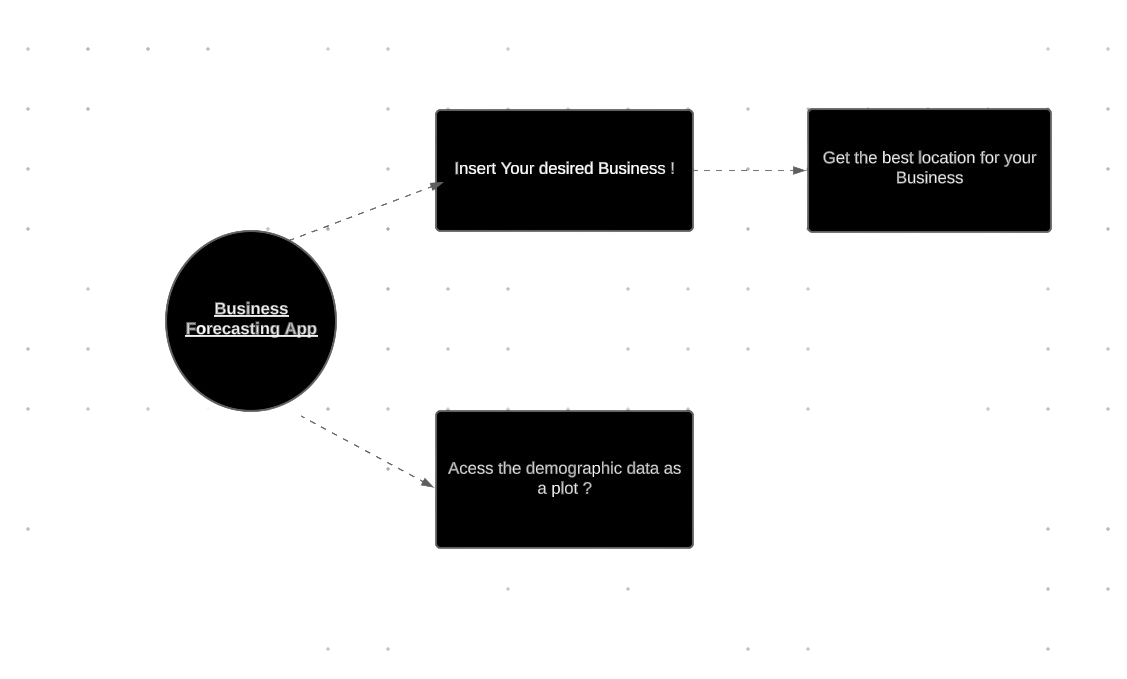 Insert Your desired Business !
Get the best location for your
Business
Business
Forecasting App
Acess the demographic data as
a plot ?